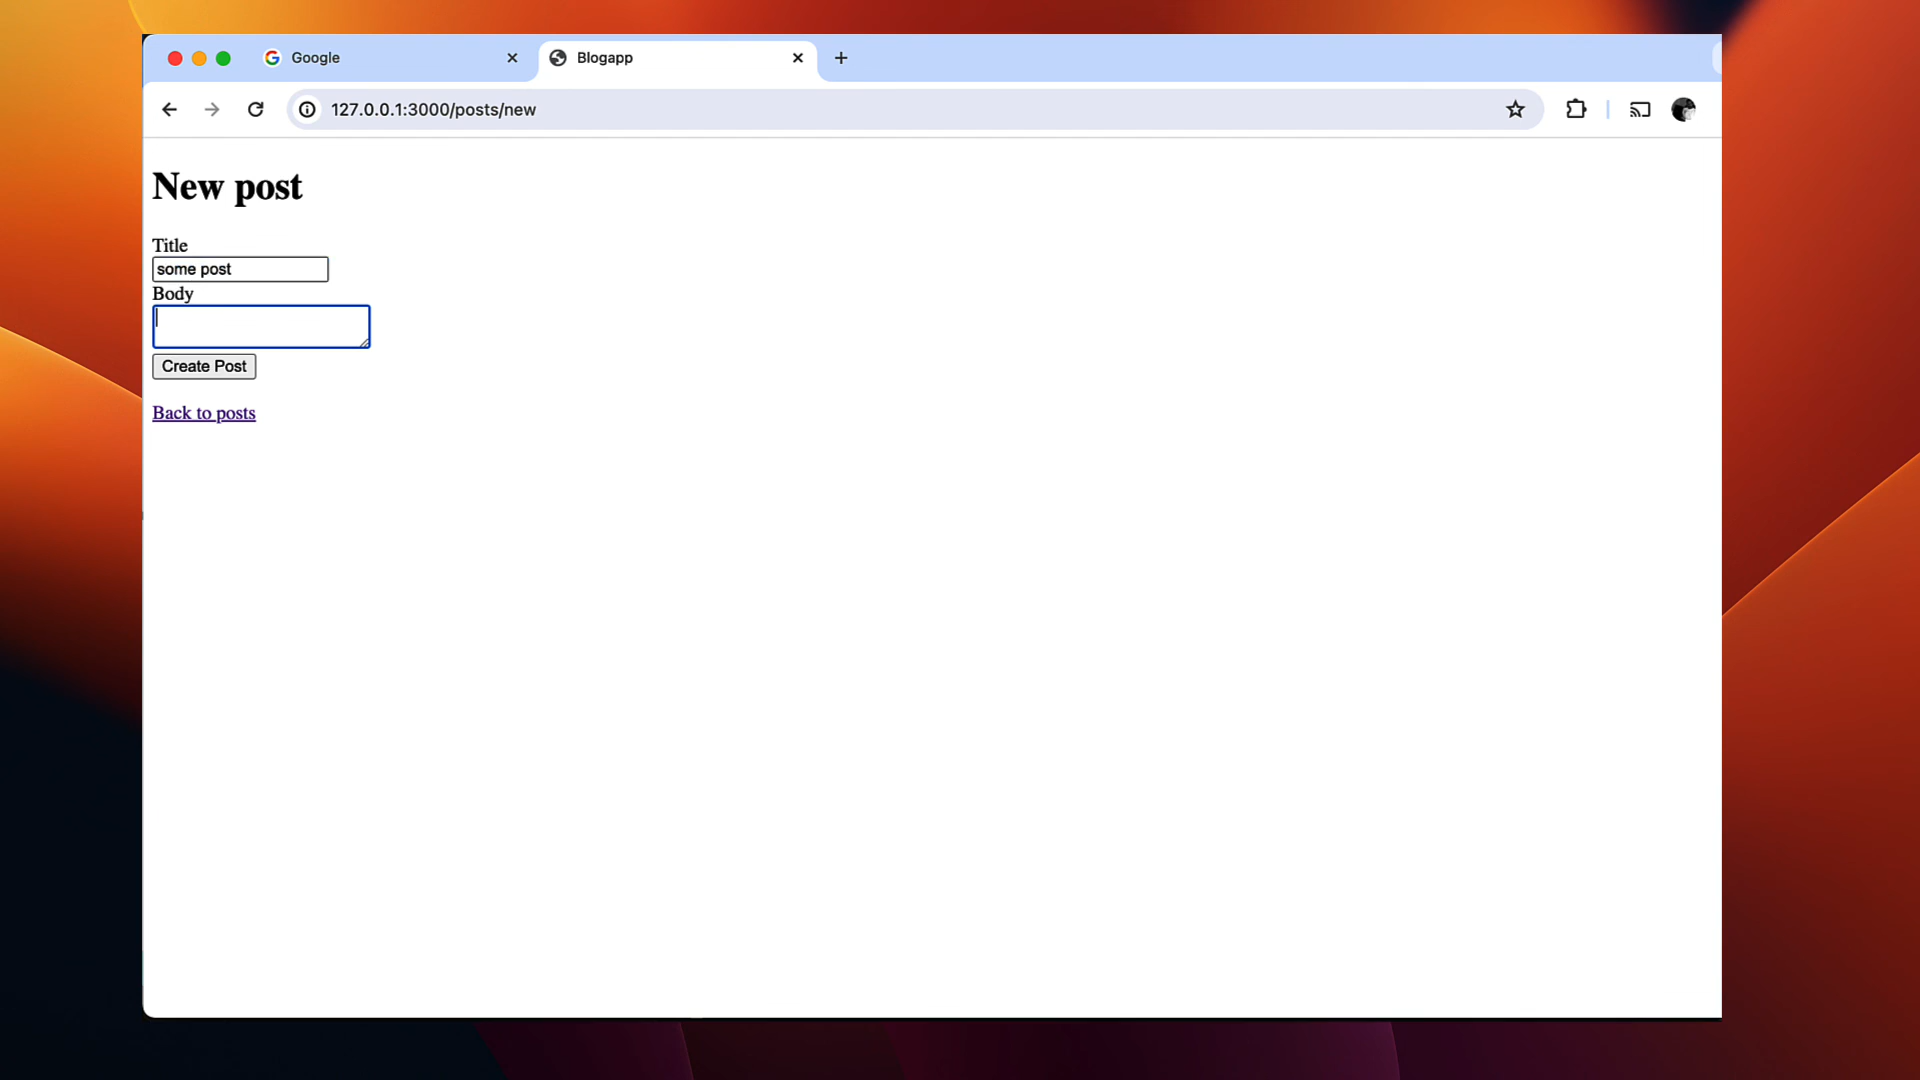 Google
Blogapp
127.0.0.1:3000/posts/new
New post
Title
some post
Body
Create Post
Back to posts